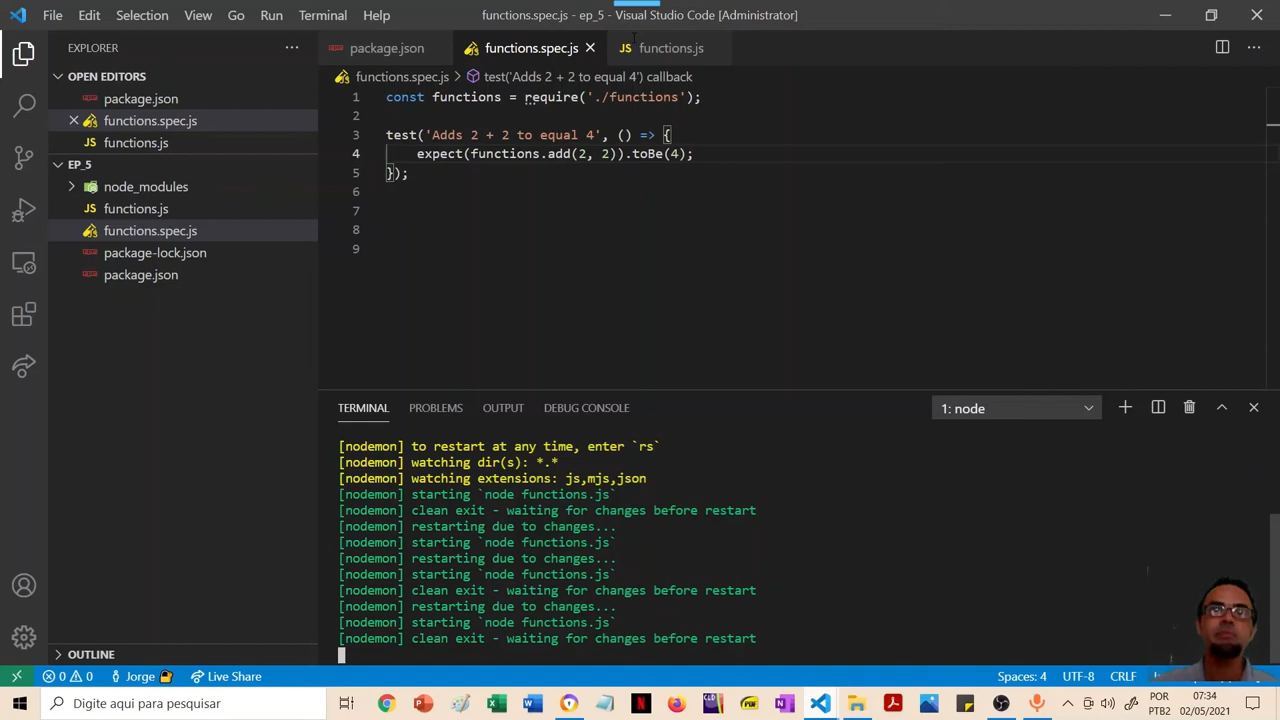 File Edit Selection View Go Run Terminal Help functions.spec.js - ep_5 - Visual Studio Code [Administrator]
EXPLORER
package.json functions.spec.js JS functions.js
OPEN EDITORS
package.json
functions.spec.js
functions.js
EP_5
node_modules
JS functions.js
functions.spec.js
package-lock.json
package.json
OUTLINE
functions.spec.js > test('Adds 2 + 2 to equal 4') callback
1 const functions = require('./functions');
2
3 test('Adds 2 + 2 to equal 4', () => {
4 expect(functions.add(2, 2)).toBe(4);
5 });
6
7
8
9
TERMINAL PROBLEMS OUTPUT DEBUG CONSOLE 1: node
[nodemon] to restart at any time, enter `rs`
[nodemon] watching dir(s): *.*
[nodemon] watching extensions: js,mjs,json
[nodemon] starting `node functions.js`
[nodemon] clean exit - waiting for changes before restart
[nodemon] restarting due to changes...
[nodemon] starting `node functions.js`
[nodemon] restarting due to changes...
[nodemon] starting `node functions.js`
[nodemon] clean exit - waiting for changes before restart
[nodemon] restarting due to changes...
[nodemon] starting `node functions.js`
[nodemon] clean exit - waiting for changes before restart
0 0 Jorge Live Share Spaces: 4 UTF-8 CRLF
Digite aqui para pesquisar
POR
PTB2
07:34
02/05/2021